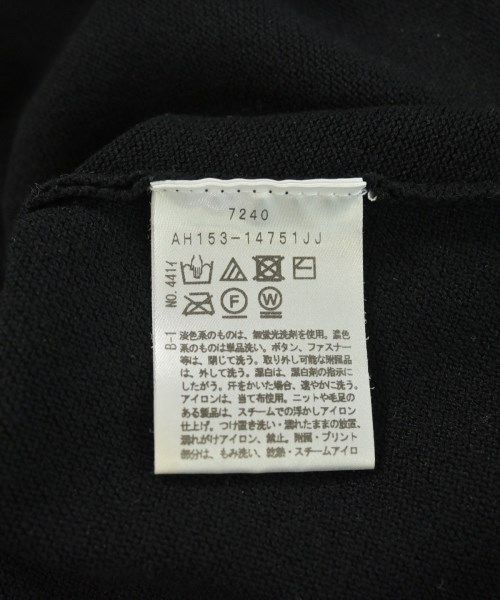 7240
AH153-14751JJ
NO.441イ
F W
B-1
淡色系のものは、無蛍光洗剤を使用。濃色
系のものは単品洗い。ボタン、ファスナー
等は、閉じて洗う。取り外し可能な附属品
は、外して洗う。漂白は、漂白剤の指示に
したがう。汗をかいた場合、速やかに洗う。
アイロンは、当て布使用。ニットや毛足の
ある製品は、スチームでの浮かしアイロン
仕上げ。つけ置き洗い・濡れたままの放置、
濡れがけアイロン、禁止。附属・プリント
部分は、もみ洗い、乾熱・スチームアイロ